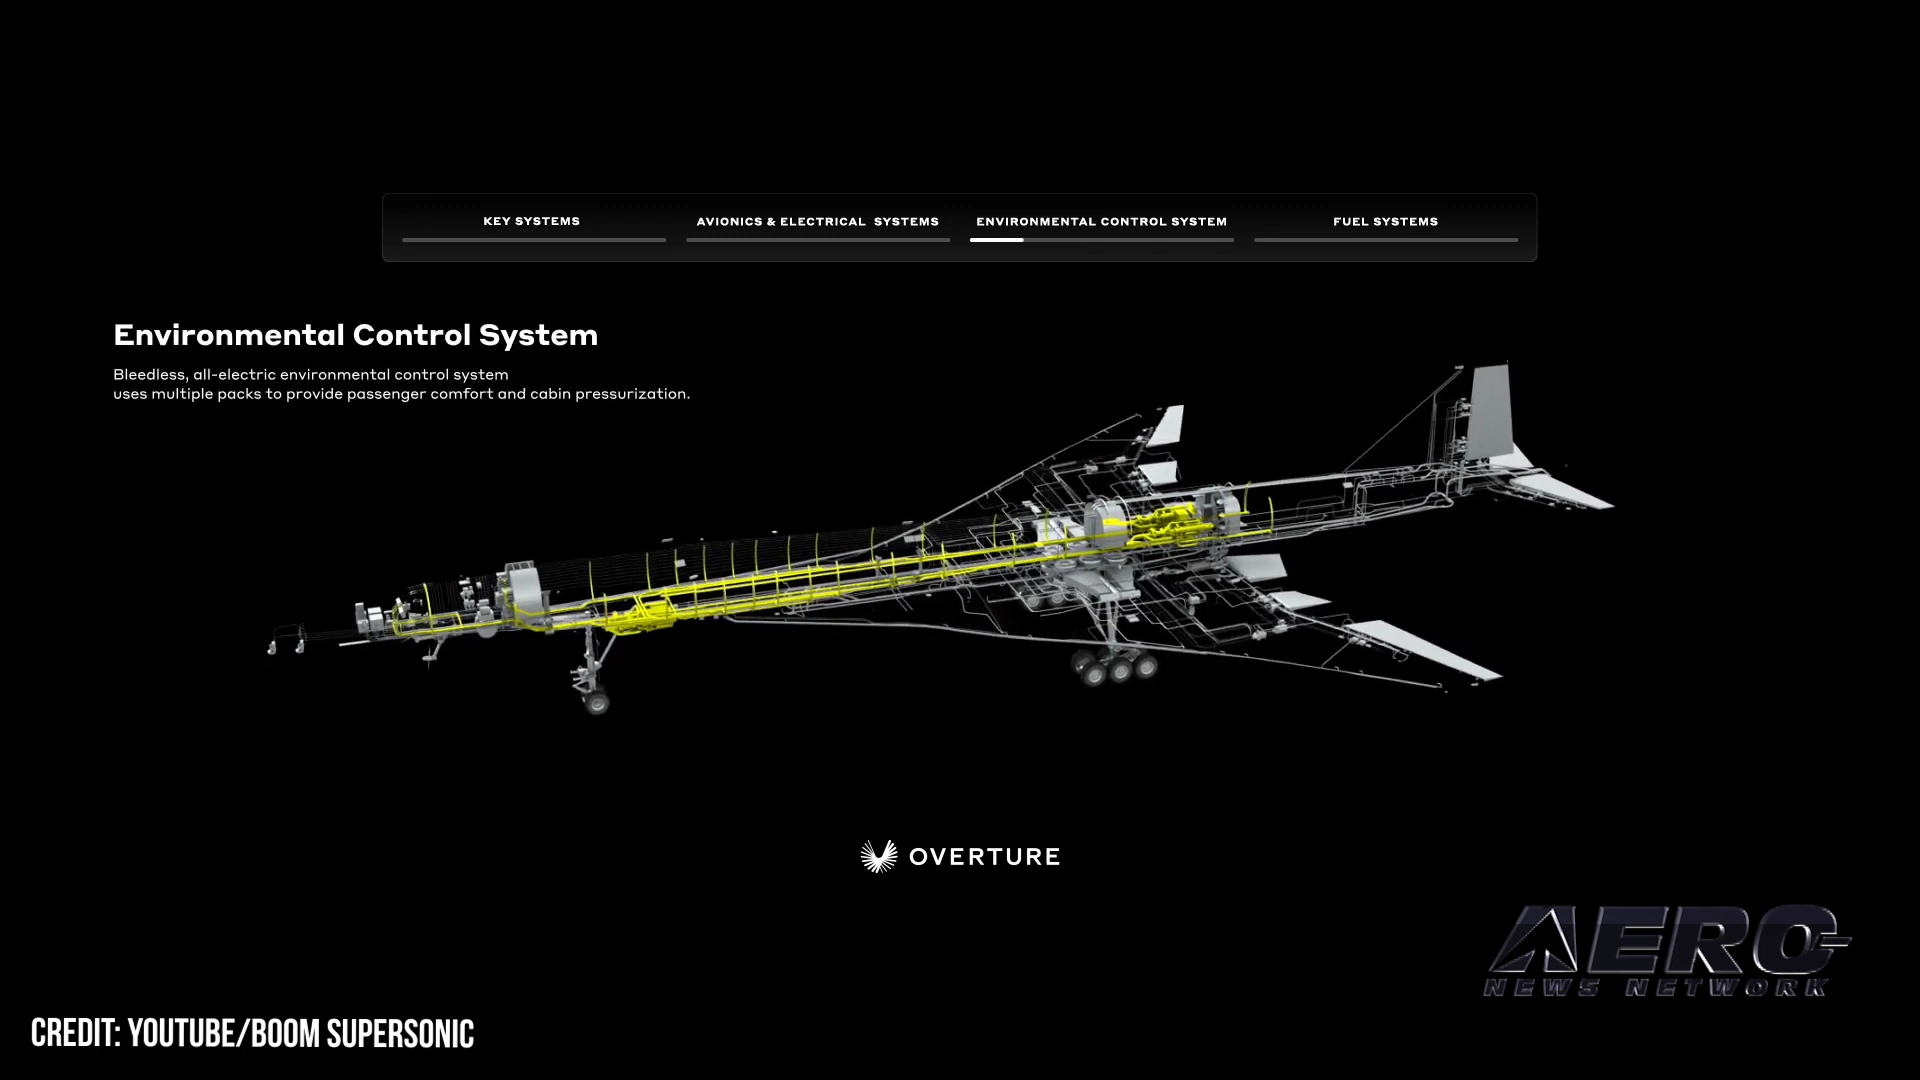 KEY SYSTEMS
AVIONICS & ELECTRICAL SYSTEMS
ENVIRONMENTAL CONTROL SYSTEM
FUEL SYSTEMS
Environmental Control System
Bleedless, all-electric environmental control system
uses multiple packs to provide passenger comfort and cabin pressurization.
OVERTURE
AERO
NEWS NETWORK
CREDIT: YOUTUBE/BOOM SUPERSONIC